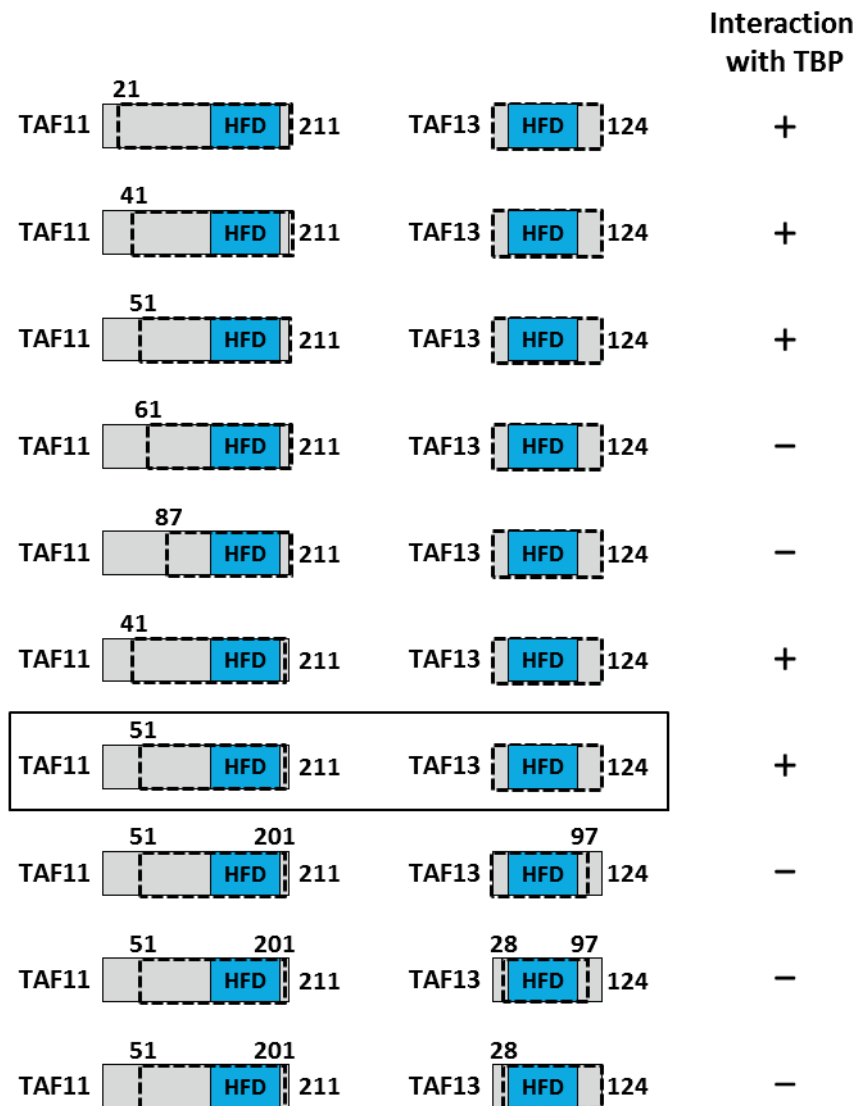 Interaction
with TBP
21
TAF11 HFD 211 TAF13 HFD 124 +
41
TAF11 HFD 211 TAF13 HFD 124 +
51
TAF11 HFD 211 TAF13 HFD 124 +
61
TAF11 HFD 211 TAF13 HFD 124 −
87
TAF11 HFD 211 TAF13 HFD 124 −
41
TAF11 HFD 211 TAF13 HFD 124 +
51
TAF11 HFD 211 TAF13 HFD 124 +
51 201 97
TAF11 HFD 211 TAF13 HFD 124 −
51 201 28 97
TAF11 HFD 211 TAF13 HFD 124 −
51 201 28
TAF11 HFD 211 TAF13 HFD 124 −